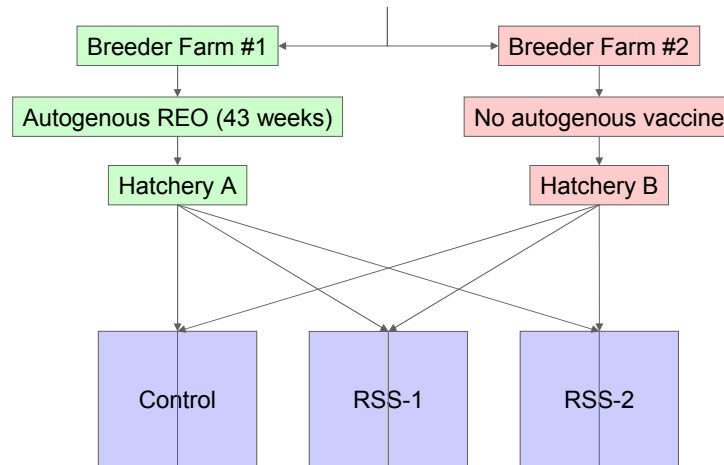 Breeder Farm #1
Breeder Farm #2
Autogenous REO (43 weeks)
No autogenous vaccine
Hatchery A
Hatchery B
Control
RSS-1
RSS-2